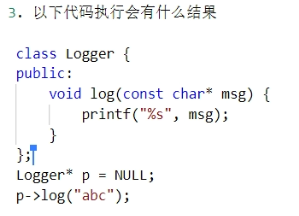 3. 以下代码执行会有什么结果
class Logger {
public:
    void log(const char* msg) {
        printf("%s", msg);
    }
};
Logger* p = NULL;
p->log("abc");